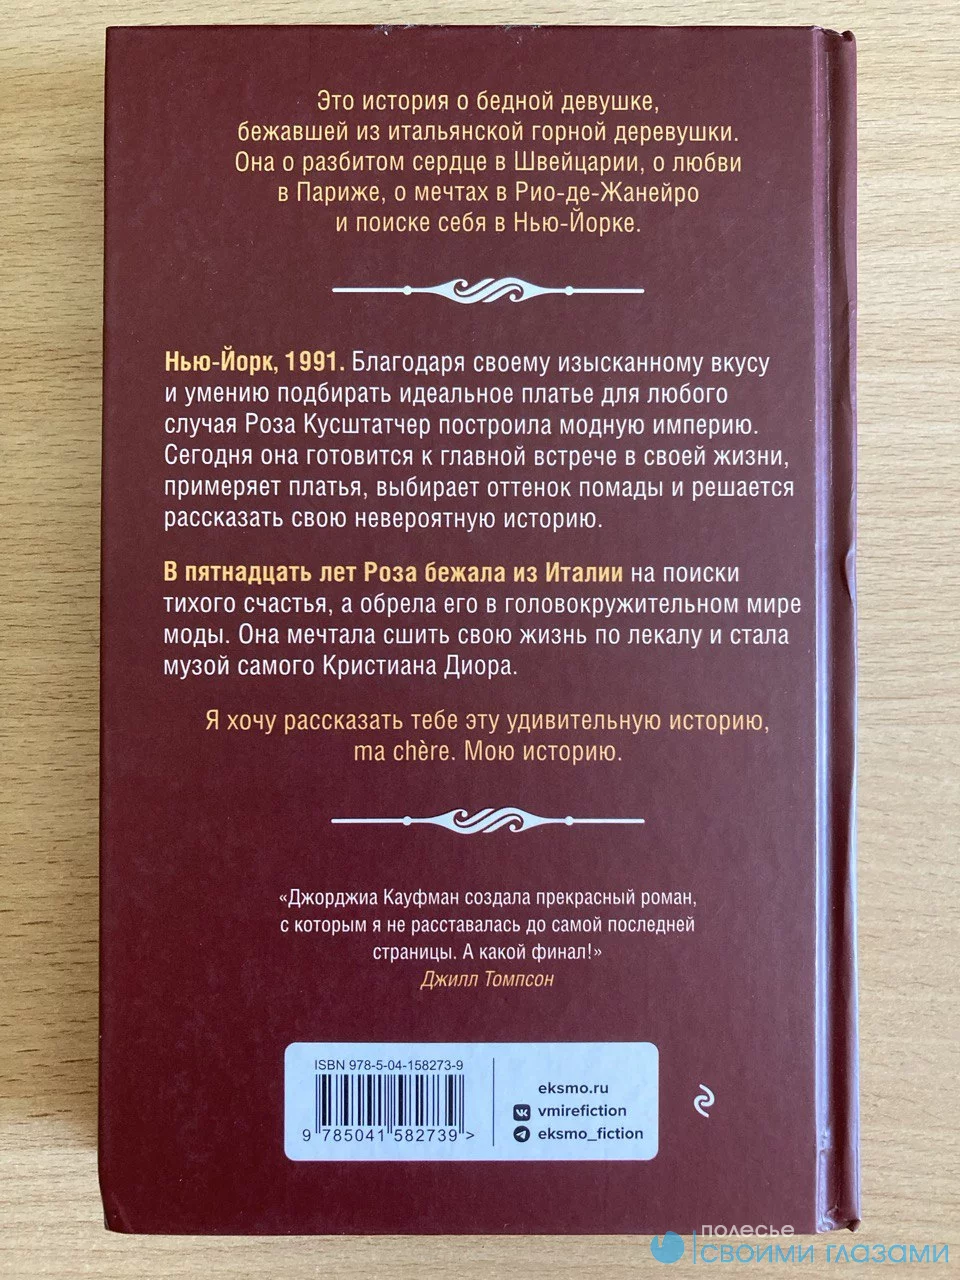 Это история о бедной девушке,
бежавшей из итальянской горной деревушки.
Она о разбитом сердце в Швейцарии, о любви
в Париже, о мечтах в Рио-де-Жанейро
и поиске себя в Нью-Йорке.
Нью-Йорк, 1991. Благодаря своему изысканному вкусу
и умению подбирать идеальное платье для любого
случая Роза Кусштатчер построила модную империю.
Сегодня она готовится к главной встрече в своей жизни,
примеряет платья, выбирает оттенок помады и решается
рассказать свою невероятную историю.
В пятнадцать лет Роза бежала из Италии на поиски
тихого счастья, а обрела его в головокружительном мире
моды. Она мечтала сшить свою жизнь по лекалу и стала
музой самого Кристиана Диора.
Я хочу рассказать тебе эту удивительную историю,
ma chère. Мою историю.
«Джорджиа Кауфман создала прекрасный роман,
с которым я не расставалась до самой последней
страницы. А какой финал!»
Джилл Томпсон
ISBN 978-5-04-158273-9
9 785041 582739 >
eksmo.ru
vmirefiction
eksmo_fiction
полесье
своими глазами